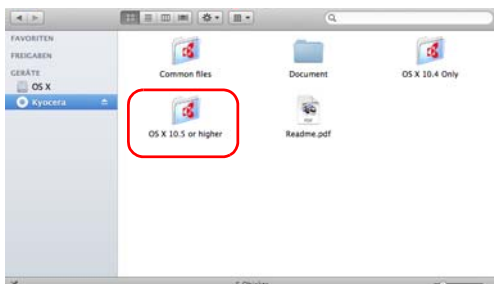 FAVORITEN
FREIGABEN
GERÄTE
OS X
Kyocera
Common files
Document
OS X 10.4 Only
OS X 10.5 or higher
PDF
Readme.pdf